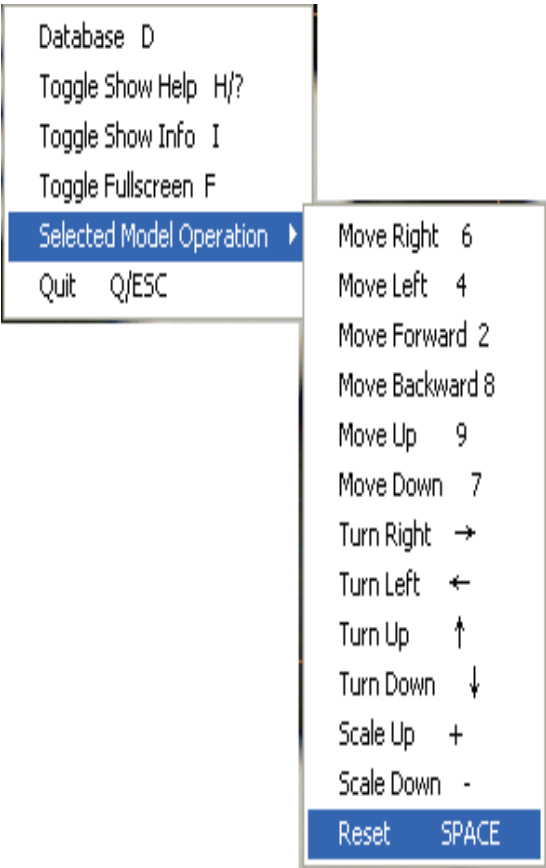 Database D
Toggle Show Help H/?
Toggle Show Info I
Toggle Fullscreen F
Selected Model Operation
Quit Q/ESC
Move Right 6
Move Left 4
Move Forward 2
Move Backward 8
Move Up 9
Move Down 7
Turn Right →
Turn Left ←
Turn Up ↑
Turn Down ↓
Scale Up +
Scale Down -
Reset SPACE